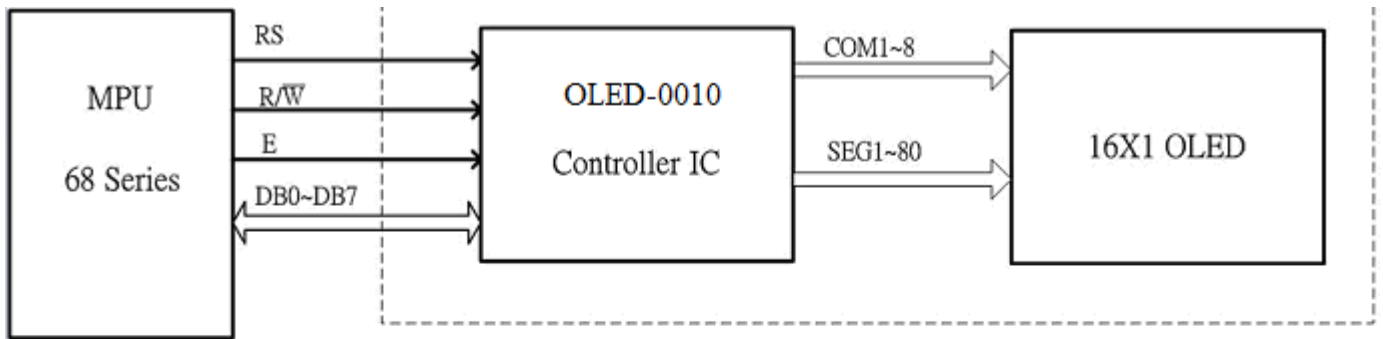 MPU
68 Series
RS
R/W̅
E
DB0~DB7
OLED-0010
Controller IC
COM1~8
SEG1~80
16X1 OLED